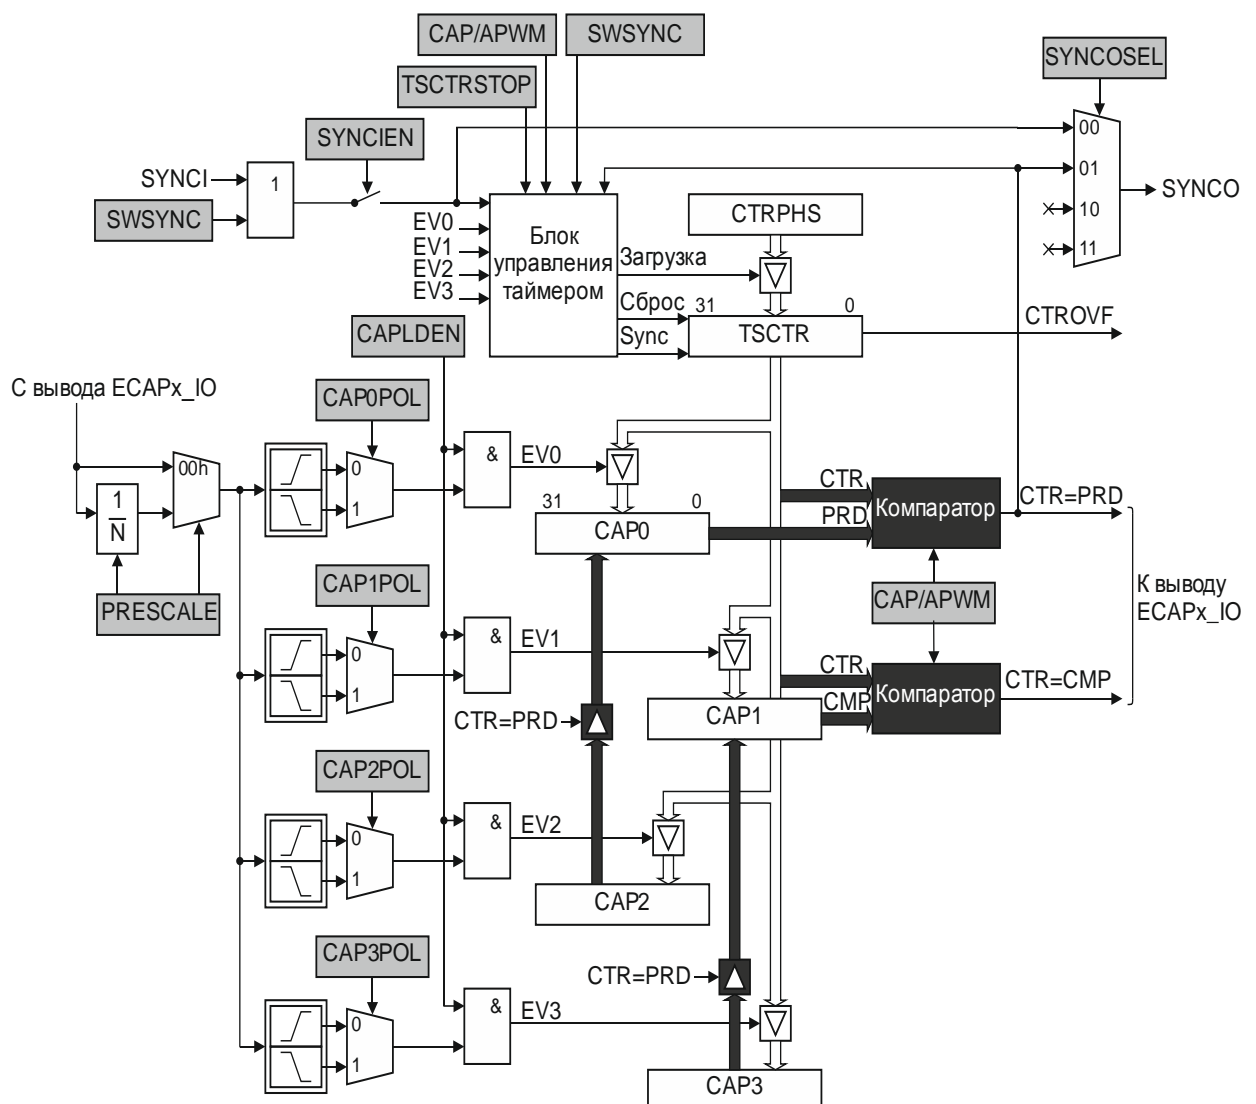 CAP/APWM
SWSYNC
SYNCOSEL
TSCTRSTOP
SYNCIEN
00
SYNCI
1
01
SYNCO
SWSYNC
CTRPHS
10
EV0
Блок
управления
таймером
EV1
Загрузка
11
EV2
EV3
Сброс
31
0
CTROVF
CAPLDEN
Sync
TSCTR
С вывода ECAPx_IO
CAP0POL
&
EV0
00h
0
1
N
1
31
0
CTR
Компаратор
CTR=PRD
PRD
CAP0
PRESCALE
CAP1POL
CAP/APWM
К выводу
ECAPx_IO
&
EV1
0
1
CTR
Компаратор
CTR=CMP
CMP
CAP1
CTR=PRD
CAP2POL
&
EV2
0
1
CAP2
CAP3POL
CTR=PRD
&
EV3
0
1
CAP3